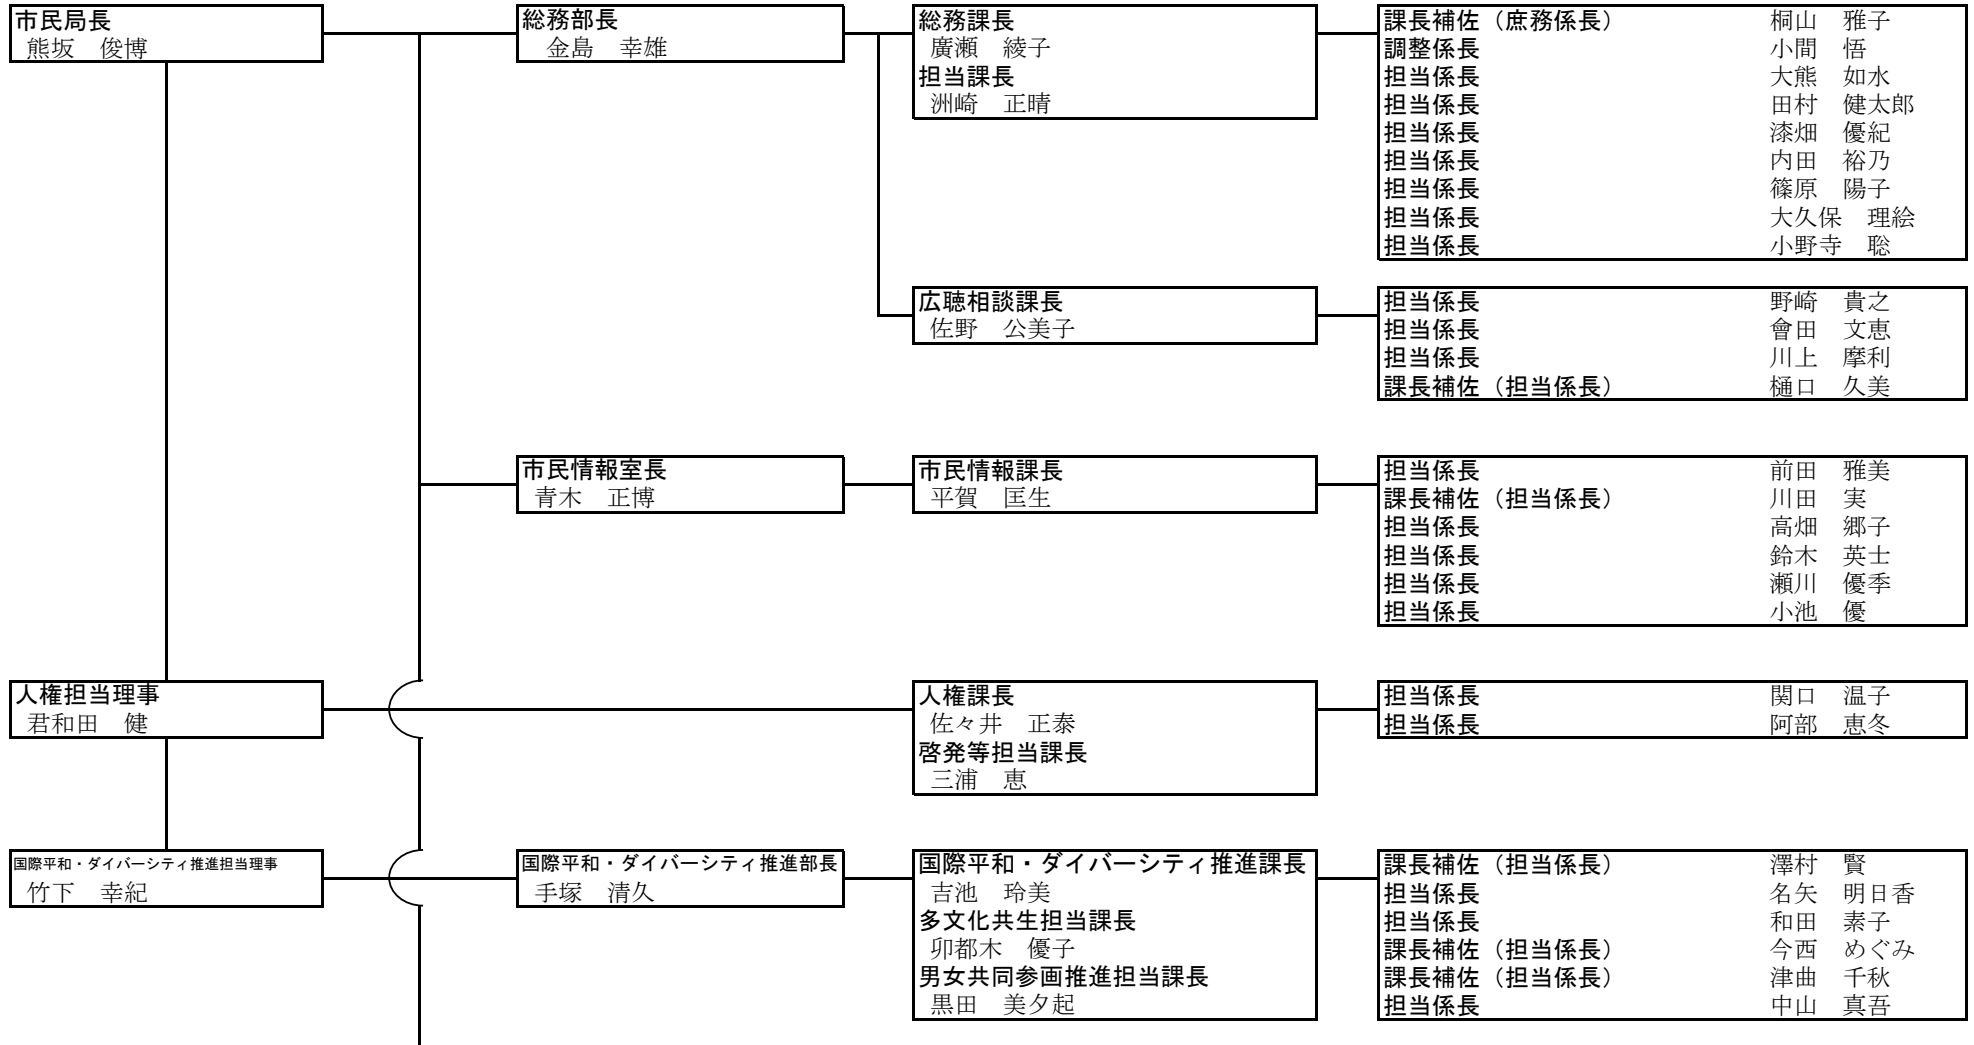 市民局長
熊坂　俊博
総務部長
金島　幸雄
総務課長
廣瀬　綾子
担当課長
洲崎　正晴
課長補佐（庶務係長）　桐山　雅子
調整係長　小間　悟
担当係長　大熊　如水
担当係長　田村　健太郎
担当係長　漆畑　優紀
担当係長　内田　裕乃
担当係長　篠原　陽子
担当係長　大久保　理絵
担当係長　小野寺　聡
広聴相談課長
佐野　公美子
担当係長　野崎　貴之
担当係長　會田　文恵
担当係長　川上　摩利
課長補佐（担当係長）　樋口　久美
市民情報室長
青木　正博
市民情報課長
平賀　匡生
担当係長　前田　雅美
課長補佐（担当係長）　川田　実
担当係長　高畑　郷子
担当係長　鈴木　英士
担当係長　瀬川　優季
担当係長　小池　優
人権担当理事
君和田　健
人権課長
佐々井　正泰
啓発等担当課長
三浦　恵
担当係長　関口　温子
担当係長　阿部　恵冬
国際平和・ダイバーシティ推進担当理事
竹下　幸紀
国際平和・ダイバーシティ推進部長
手塚　清久
国際平和・ダイバーシティ推進課長
吉池　玲美
多文化共生担当課長
卯都木　優子
男女共同参画推進担当課長
黒田　美夕起
課長補佐（担当係長）　澤村　賢
担当係長　名矢　明日香
担当係長　和田　素子
課長補佐（担当係長）　今西　めぐみ
課長補佐（担当係長）　津曲　千秋
担当係長　中山　真吾